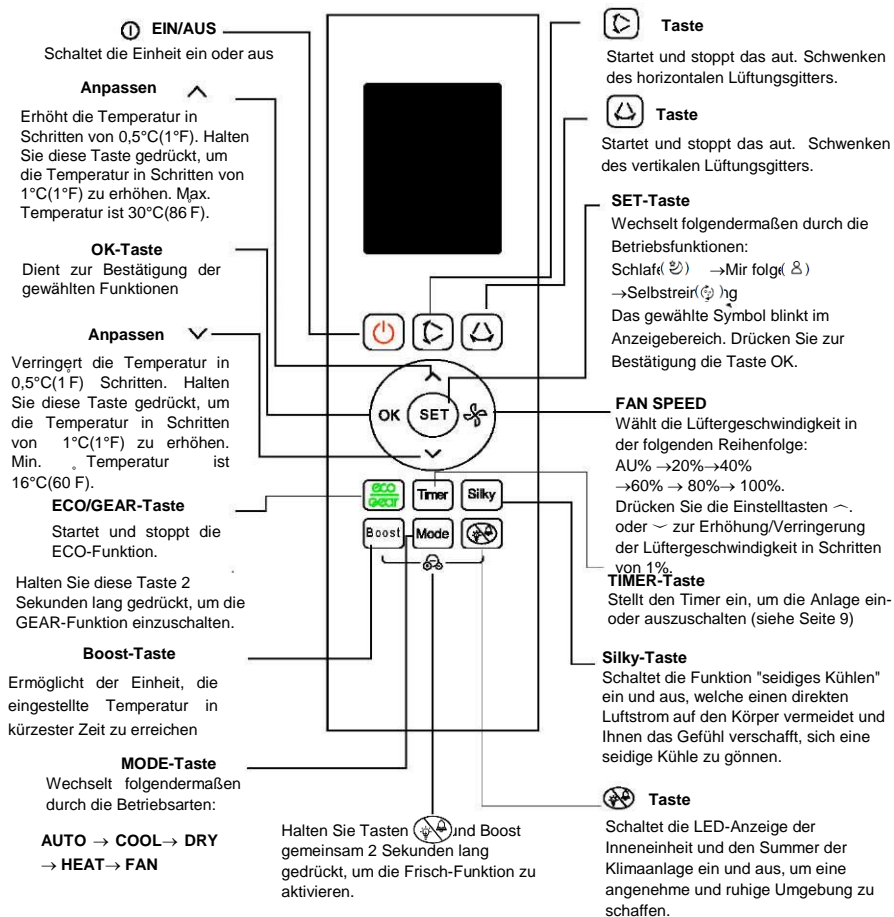 EIN/AUS
Schaltet die Einheit ein oder aus
Anpassen
Erhöht die Temperatur in
Schritten von 0,5°C(1°F). Halten
Sie diese Taste gedrückt, um
die Temperatur in Schritten von
1°C(1°F) zu erhöhen. Max.
Temperatur ist 30°C(86°F).
OK-Taste
Dient zur Bestätigung der
gewählten Funktionen
Anpassen
Verringert die Temperatur in
0,5°C(1°F) Schritten. Halten
Sie diese Taste gedrückt, um
die Temperatur in Schritten
von 1°C(1°F) zu erhöhen.
Min. Temperatur ist
16°C(60°F).
ECO/GEAR-Taste
Startet und stoppt die
ECO-Funktion.
Halten Sie diese Taste 2
Sekunden lang gedrückt, um die
GEAR-Funktion einzuschalten.
Boost-Taste
Ermöglicht der Einheit, die
eingestellte Temperatur in
kürzester Zeit zu erreichen
MODE-Taste
Wechselt folgendermaßen
durch die Betriebsarten:
AUTO → COOL→ DRY
→ HEAT→ FAN
OK
SET
eco
gear
Timer
Silky
Boost
Mode
Halten Sie Tasten und Boost
gemeinsam 2 Sekunden lang
gedrückt, um die Frisch-Funktion zu
aktivieren.
Taste
Startet und stoppt das aut. Schwenken
des horizontalen Lüftungsgitters.
Taste
Startet und stoppt das aut. Schwenken
des vertikalen Lüftungsgitters.
SET-Taste
Wechselt folgendermaßen durch die
Betriebsfunktionen:
Schlafe( ) →Mir folge( )
→Selbstrein( )ng
Das gewählte Symbol blinkt im
Anzeigebereich. Drücken Sie zur
Bestätigung die Taste OK.
FAN SPEED
Wählt die Lüftergeschwindigkeit in
der folgenden Reihenfolge:
AU% →20%→40%
→60% → 80%→ 100%.
Drücken Sie die Einstelltasten .
oder zur Erhöhung/Verringerung
der Lüftergeschwindigkeit in Schritten
von 1%.
TIMER-Taste
Stellt den Timer ein, um die Anlage ein-
oder auszuschalten (siehe Seite 9)
Silky-Taste
Schaltet die Funktion "seidiges Kühlen"
ein und aus, welche einen direkten
Luftstrom auf den Körper vermeidet und
Ihnen das Gefühl verschafft, sich eine
seidige Kühle zu gönnen.
Taste
Schaltet die LED-Anzeige der
Inneneinheit und den Summer der
Klimaanlage ein und aus, um eine
angenehme und ruhige Umgebung zu
schaffen.